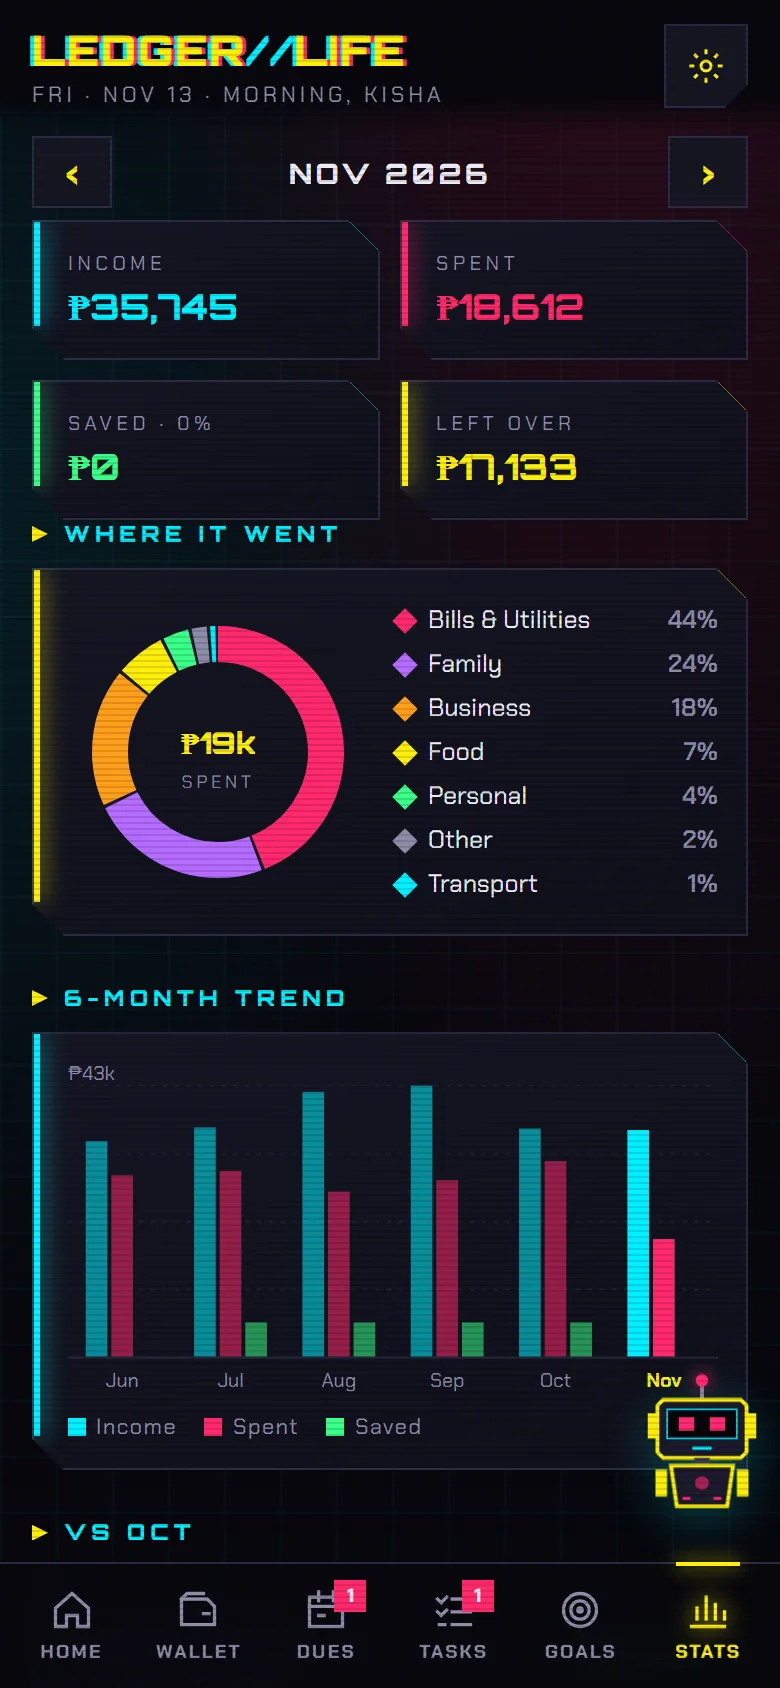 LEDGER//LIFE
FRI · NOV 13 · MORNING, KISHA
‹ NOV 2026 ›
INCOME
₱35,745
SPENT
₱18,612
SAVED · 0%
₱0
LEFT OVER
₱17,133
WHERE IT WENT
₱19k
SPENT
Bills & Utilities 44%
Family 24%
Business 18%
Food 7%
Personal 4%
Other 2%
Transport 1%
6-MONTH TREND
₱43k
Jun Jul Aug Sep Oct Nov
Income Spent Saved
VS OCT
1 1
HOME WALLET DUES TASKS GOALS STATS